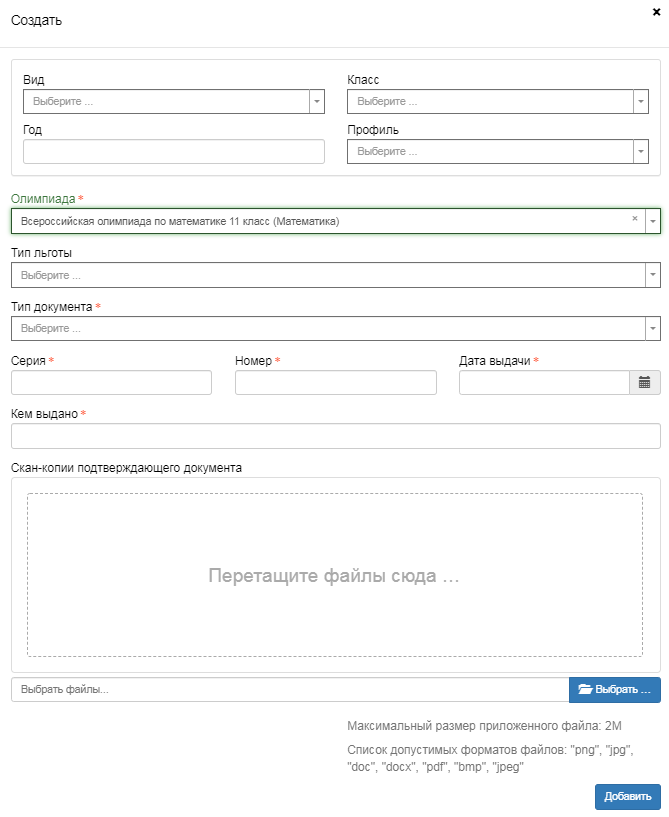 Создать
×
Вид
Класс
Выберите ...
Выберите ...
Год
Профиль
Выберите ...
Олимпиада *
Всероссийская олимпиада по математике 11 класс (Математика)
×
Тип льготы
Выберите ...
Тип документа *
Выберите ...
Серия *
Номер *
Дата выдачи *
Кем выдано *
Скан-копии подтверждающего документа
Перетащите файлы сюда ...
Выбрать файлы...
Выбрать ...
Максимальный размер приложенного файла: 2M
Список допустимых форматов файлов: "png", "jpg",
"doc", "docx", "pdf", "bmp", "jpeg"
Добавить